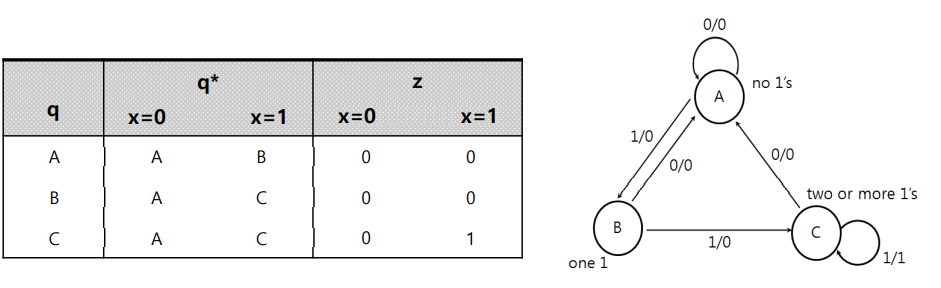 q q* z
x=0 x=1 x=0 x=1
A A B 0 0
B A C 0 0
C A C 0 1
0/0
no 1's
A
1/0
0/0
0/0
two or more 1's
B
C
1/0
one 1
1/1